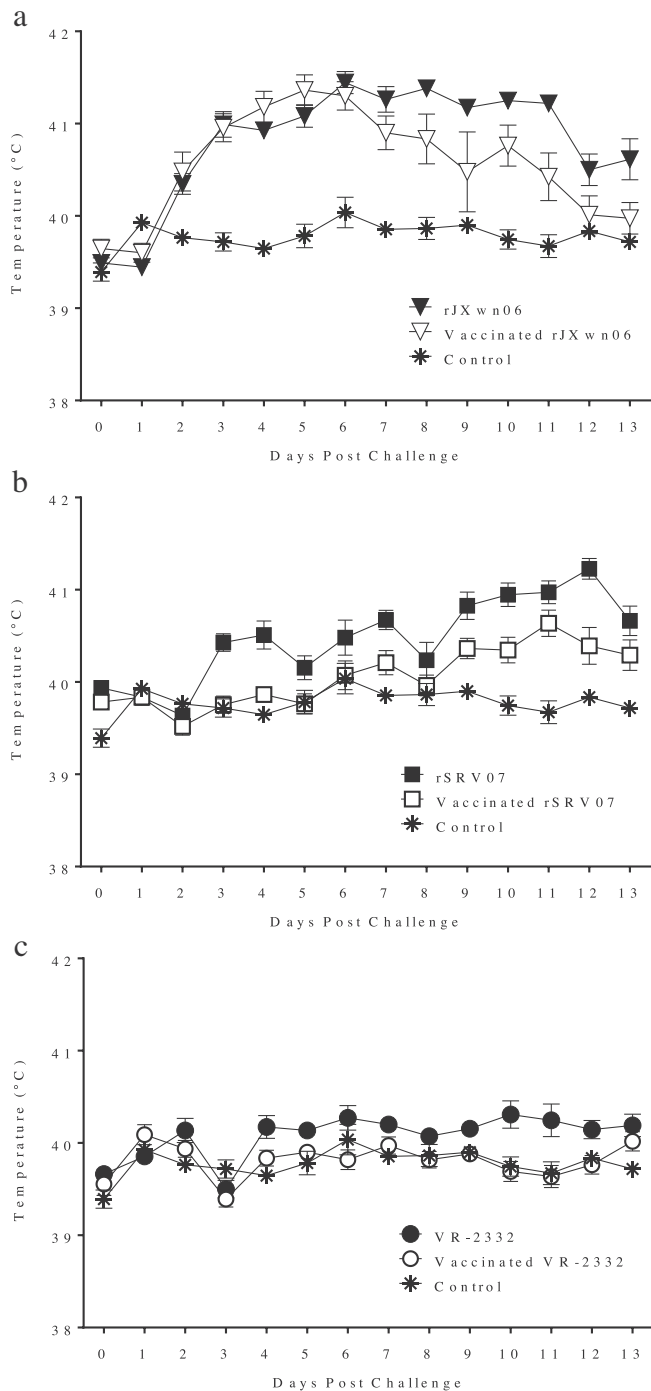 a
42
41
40
39
38
Temperature (°C)
rJXwn06
Vaccinated rJXwn06
Control
0 1 2 3 4 5 6 7 8 9 10 11 12 13
Days Post Challenge
b
42
41
40
39
38
Temperature (°C)
rSRV07
Vaccinated rSRV07
Control
0 1 2 3 4 5 6 7 8 9 10 11 12 13
Days Post Challenge
c
42
41
40
39
38
Temperature (°C)
VR-2332
Vaccinated VR-2332
Control
0 1 2 3 4 5 6 7 8 9 10 11 12 13
Days Post Challenge